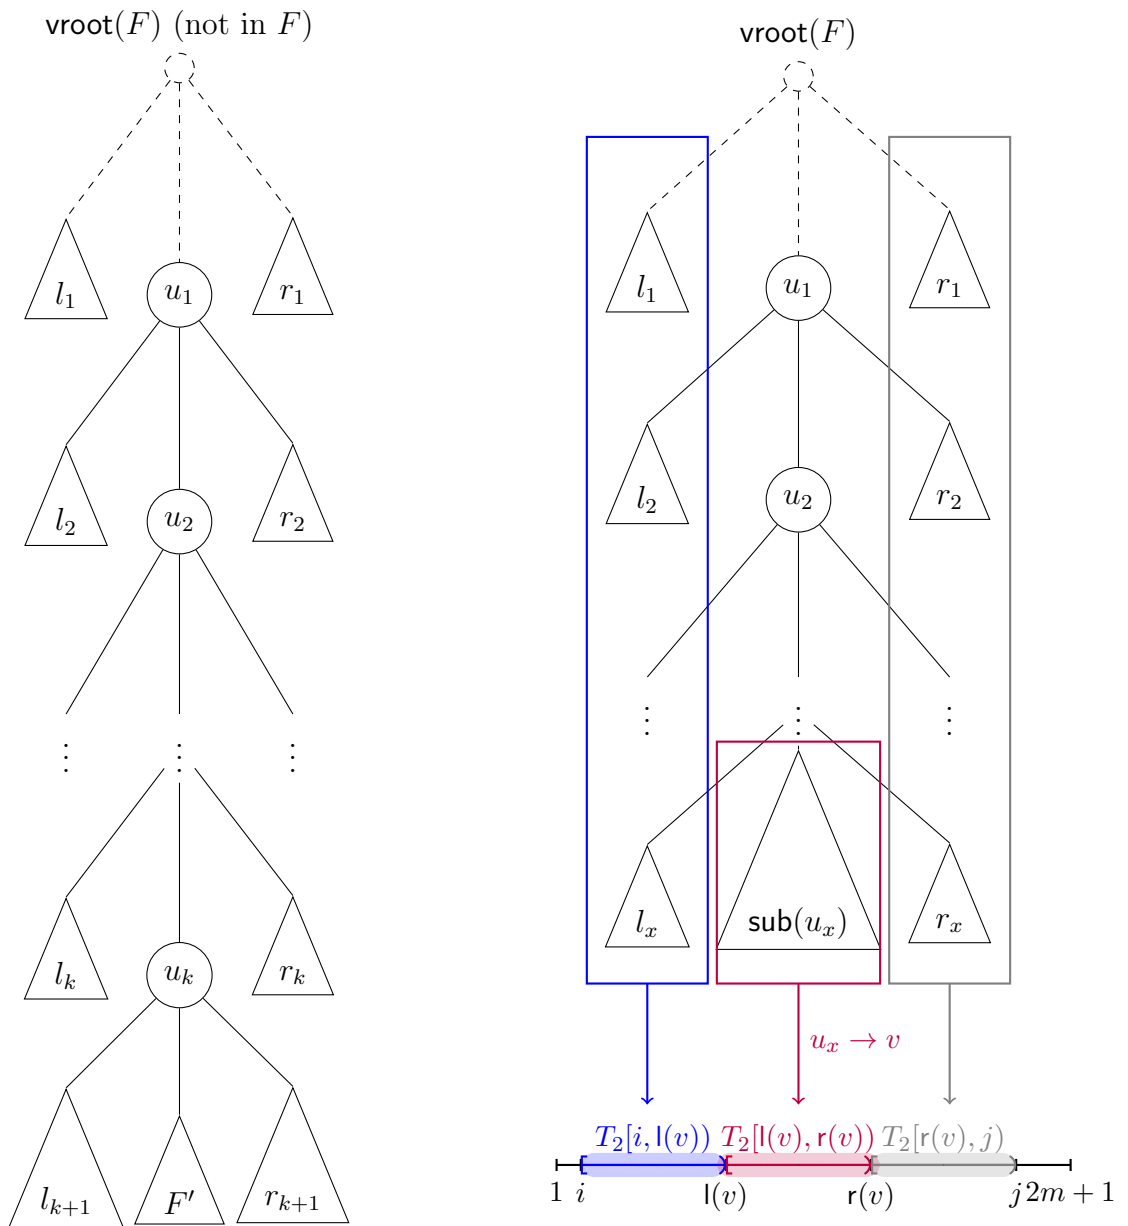 vroot(F) (not in F)
l₁ u₁ r₁
l₂ u₂ r₂
⋮ ⋮ ⋮
lₖ uₖ rₖ
lₖ₊₁ F′ rₖ₊₁
vroot(F)
l₁ u₁ r₁
l₂ u₂ r₂
⋮ ⋮ ⋮
lₓ sub(uₓ) rₓ
uₓ → v
T₂[i, l(v)) T₂[l(v), r(v)) T₂[r(v), j)
1 i l(v) r(v) j 2m + 1